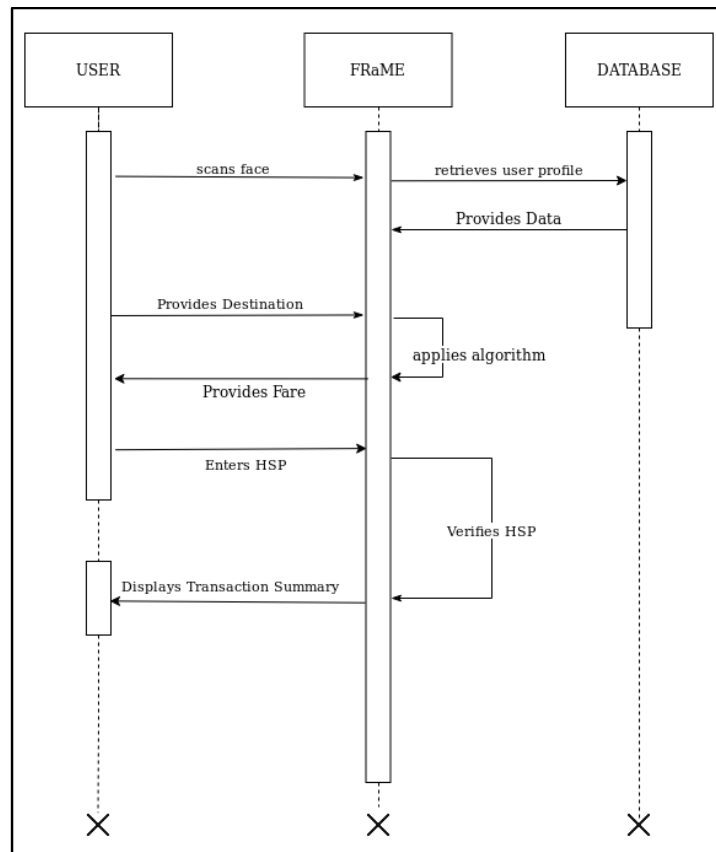 USER
FRaME
DATABASE
scans face
retrieves user profile
Provides Data
Provides Destination
applies algorithm
Provides Fare
Enters HSP
Verifies HSP
Displays Transaction Summary